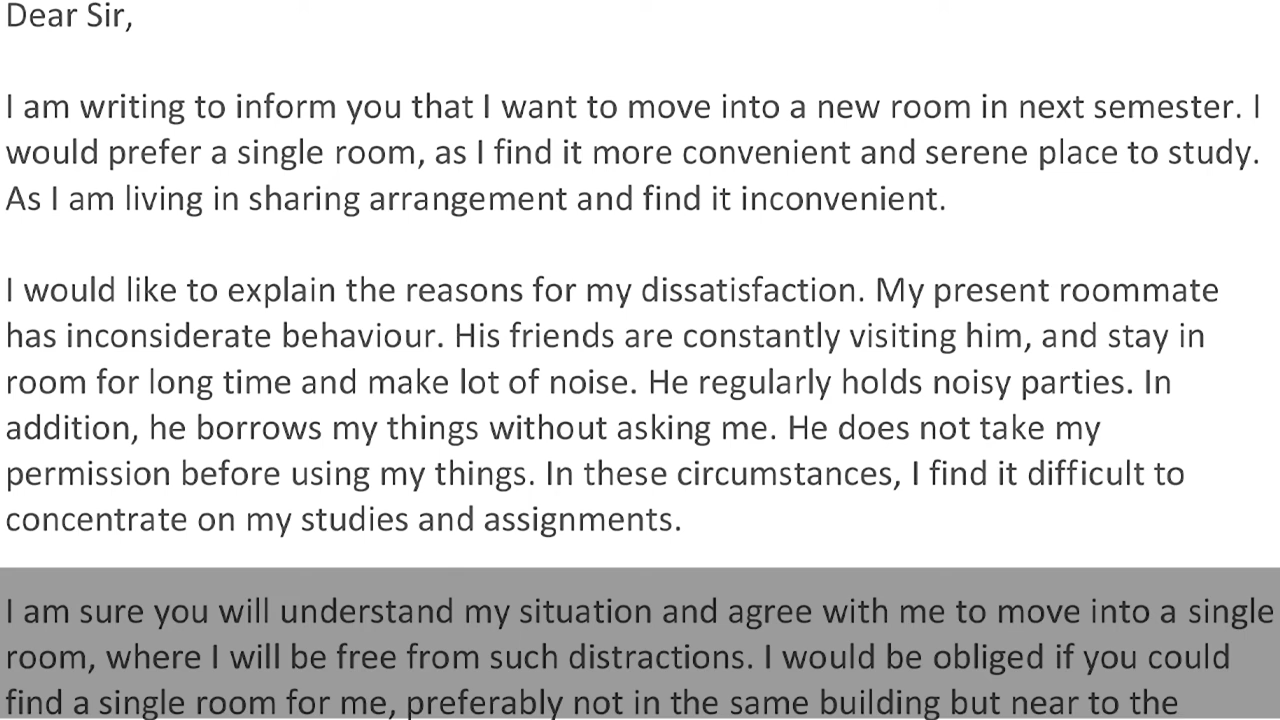 Dear Sir,
I am writing to inform you that I want to move into a new room in next semester. I
would prefer a single room, as I find it more convenient and serene place to study.
As I am living in sharing arrangement and find it inconvenient.
I would like to explain the reasons for my dissatisfaction. My present roommate
has inconsiderate behaviour. His friends are constantly visiting him, and stay in
room for long time and make lot of noise. He regularly holds noisy parties. In
addition, he borrows my things without asking me. He does not take my
permission before using my things. In these circumstances, I find it difficult to
concentrate on my studies and assignments.
I am sure you will understand my situation and agree with me to move into a single
room, where I will be free from such distractions. I would be obliged if you could
find a single room for me, preferably not in the same building but near to the